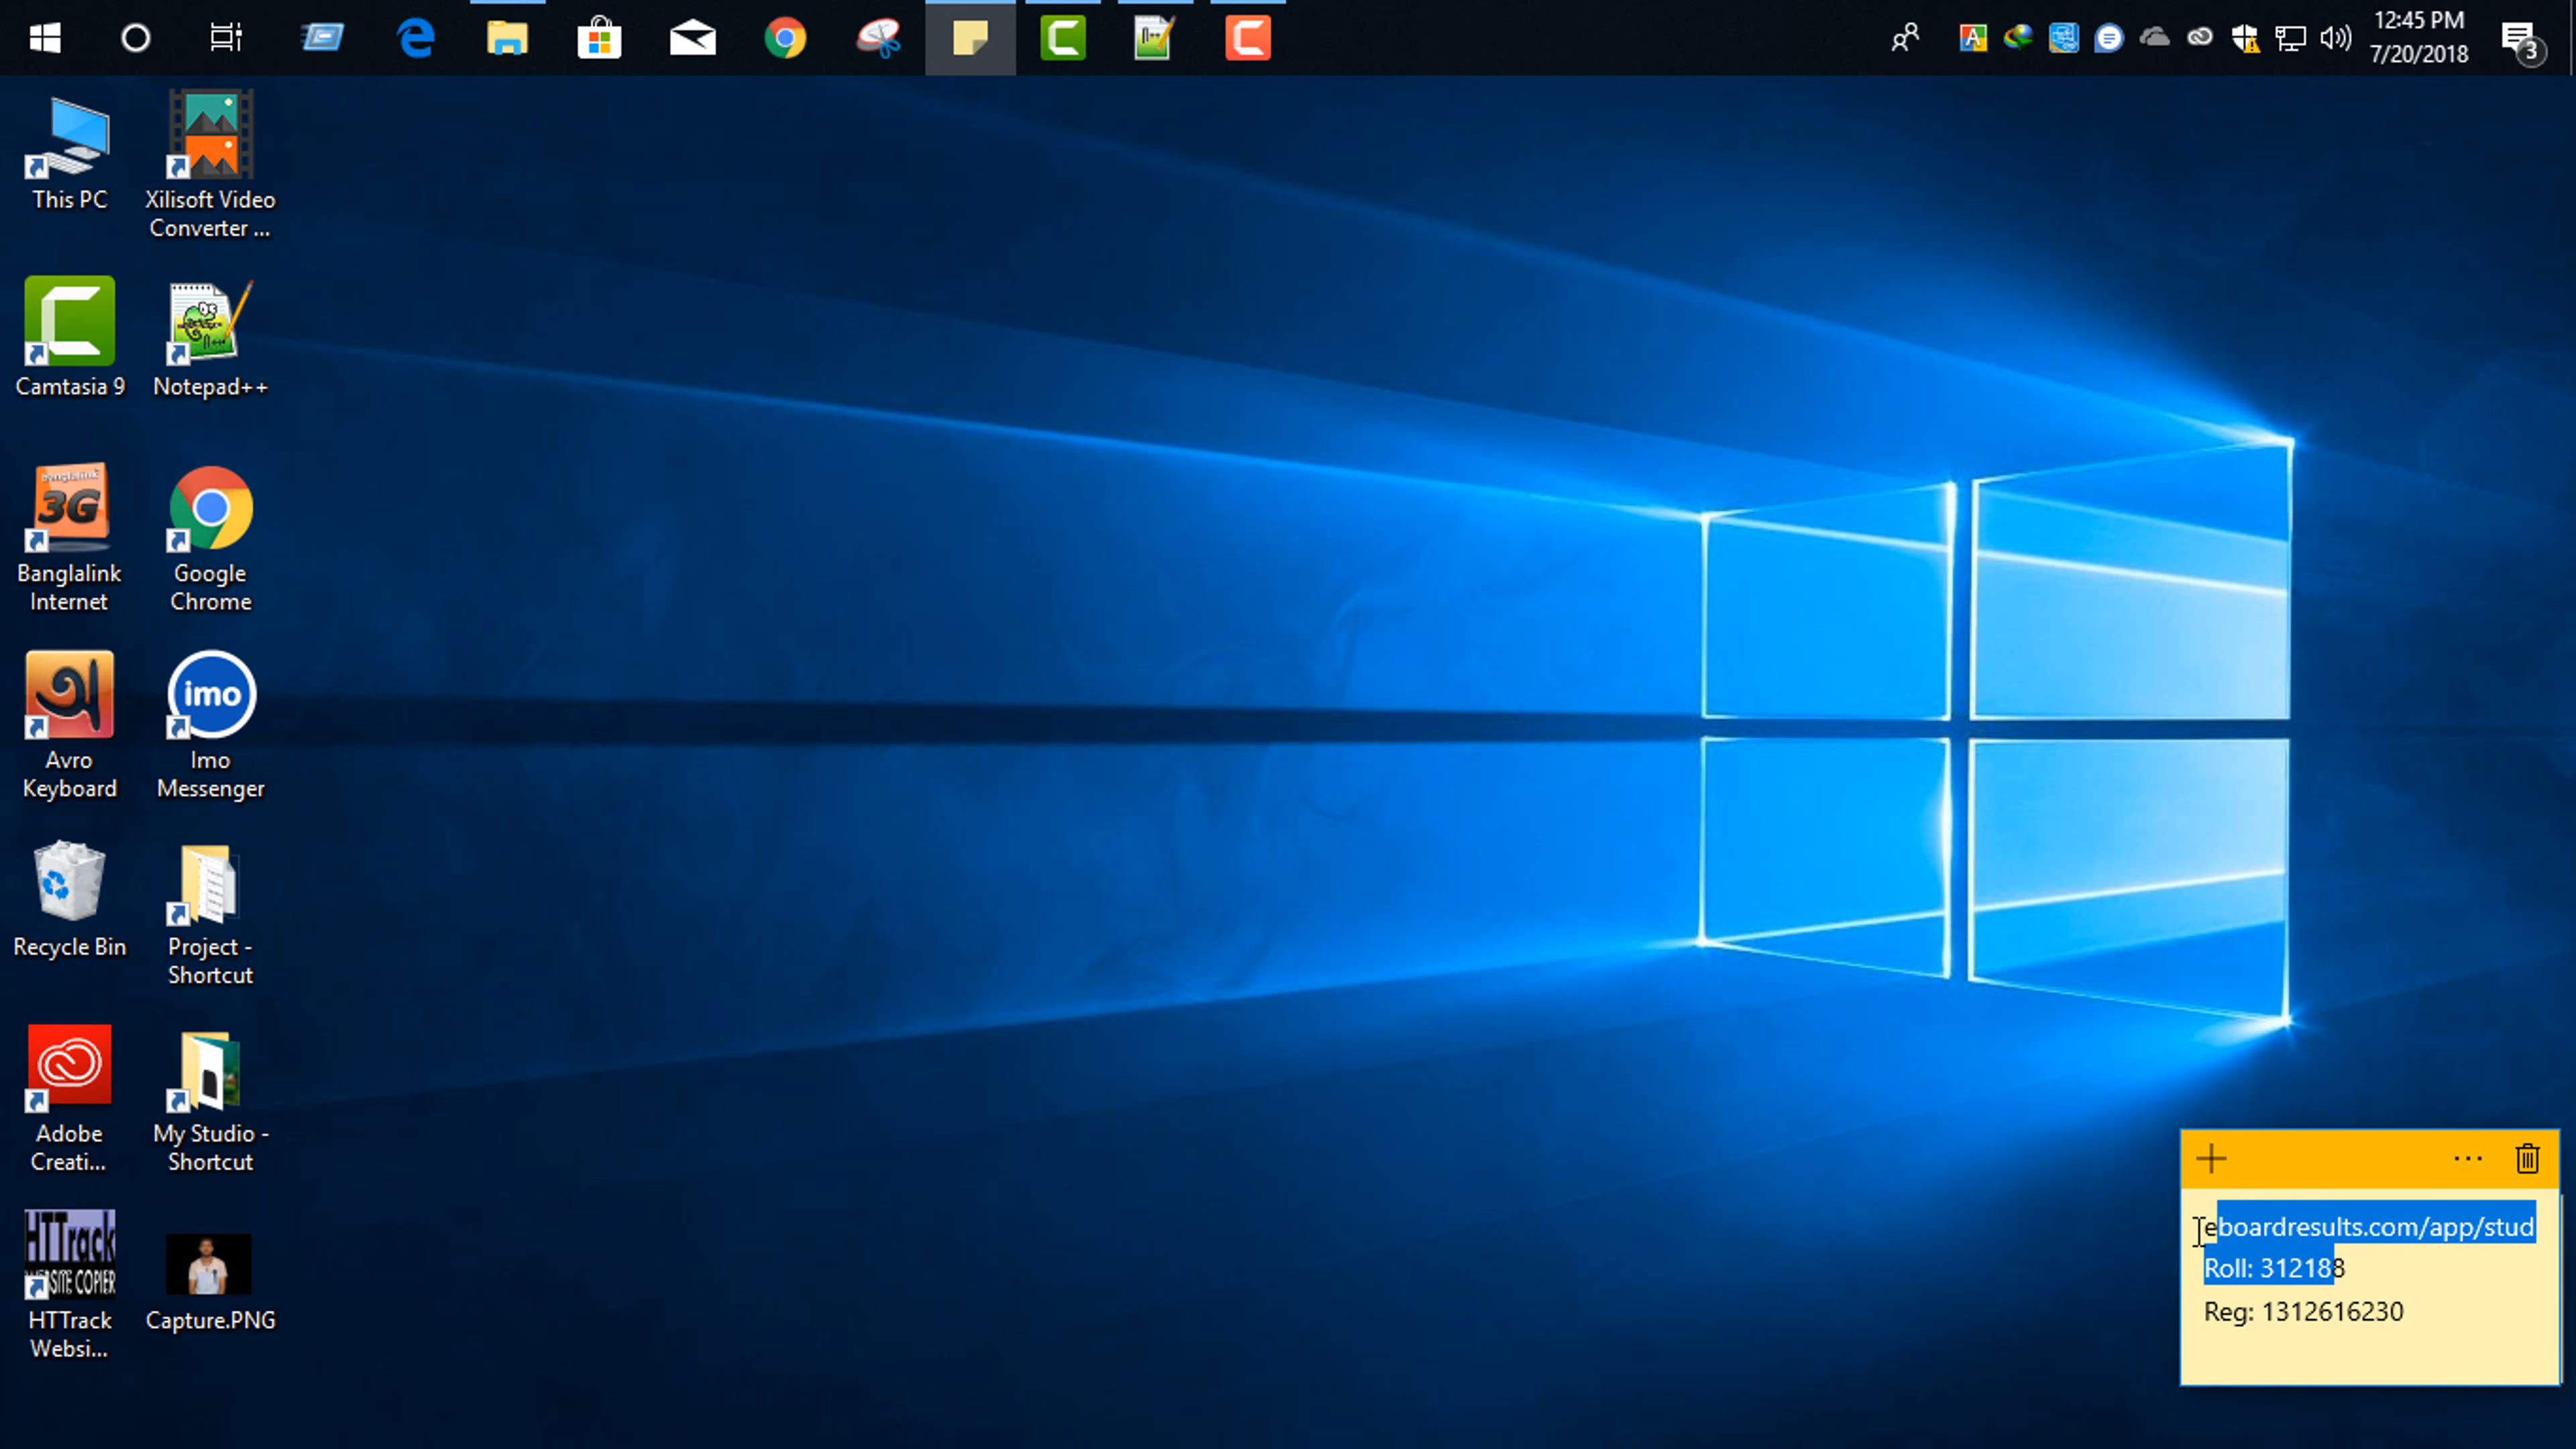 12:45 PM
7/20/2018
3
This PC
Xilisoft Video
Converter ...
Camtasia 9
Notepad++
banglalink
3G
Banglalink
Internet
Google
Chrome
Avro
Keyboard
imo
Imo
Messenger
Recycle Bin
Project -
Shortcut
Adobe
Creati...
My Studio -
Shortcut
HTTrack
WEBSITE COPIER
HTTrack
Websi...
Capture.PNG
eboardresults.com/app/stud
Roll: 312188
Reg: 1312616230